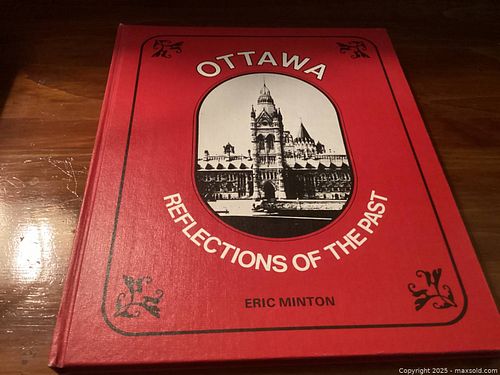 OTTAWA
REFLECTIONS OF THE PAST
ERIC MINTON
Copyright 2025 - maxsold.com